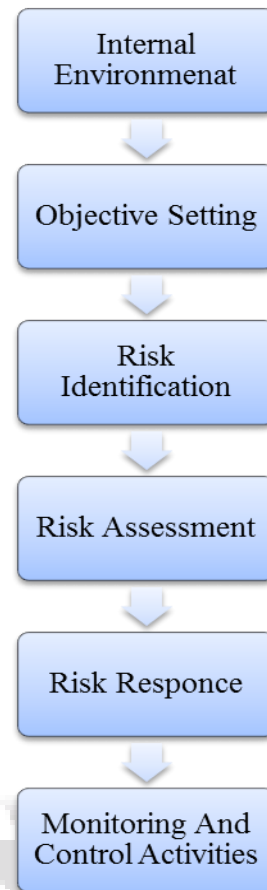 Internal
Environmenat
Objective Setting
Risk
Identification
Risk Assessment
Risk Responce
Monitoring And
Control Activities